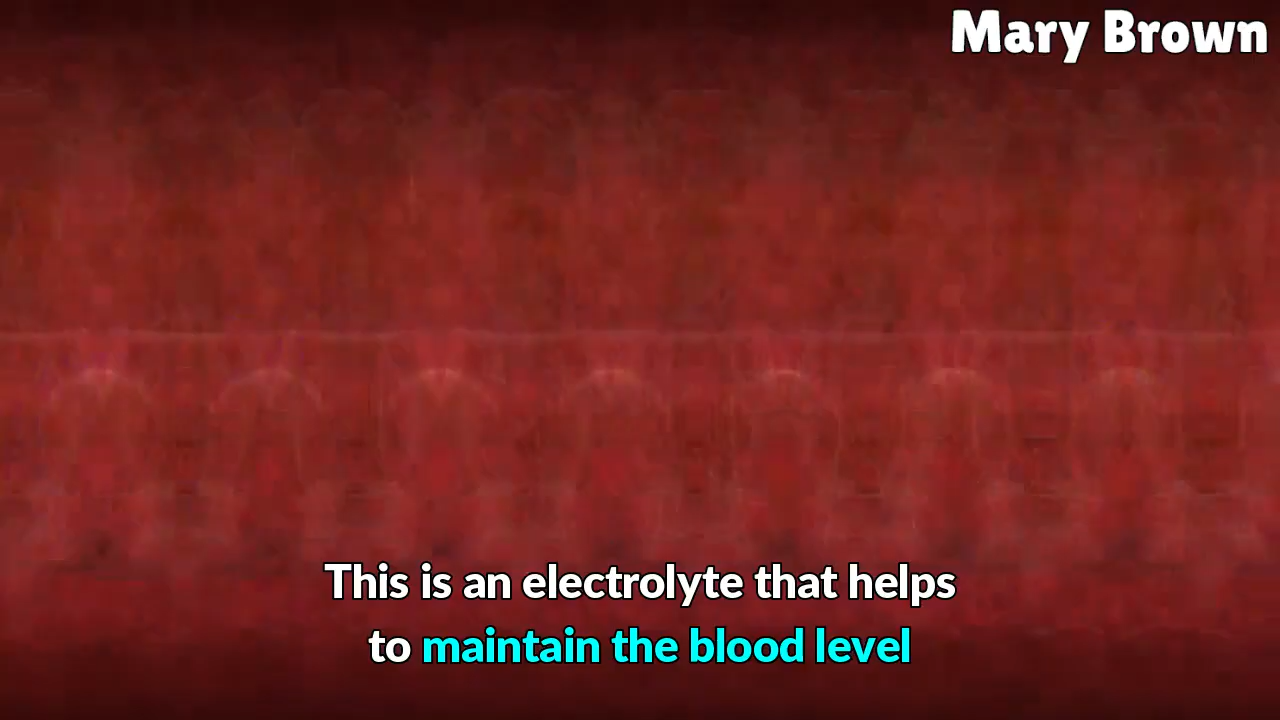 Mary Brown
This is an electrolyte that helps
to maintain the blood level